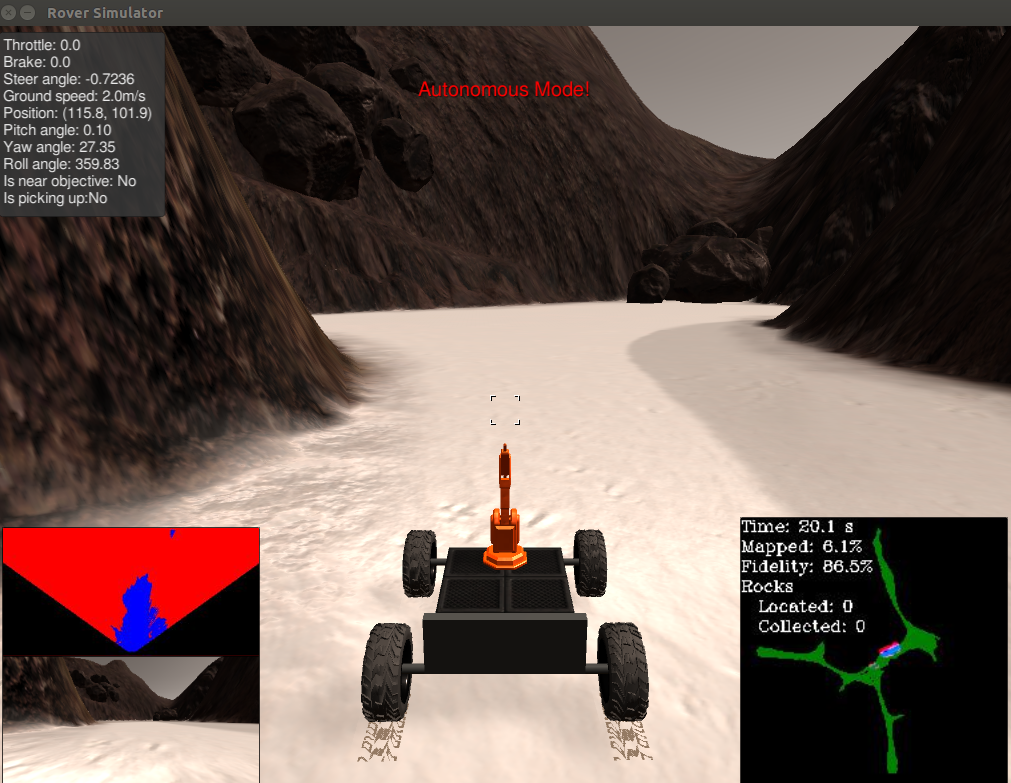 Rover Simulator
Throttle: 0.0
Brake: 0.0
Steer angle: -0.7236
Ground speed: 2.0m/s
Position: (115.8, 101.9)
Pitch angle: 0.10
Yaw angle: 27.35
Roll angle: 359.83
Is near objective: No
Is picking up:No
Autonomous Mode!
Time: 20.1 s
Mapped: 6.1%
Fidelity: 86.5%
Rocks
Located: 0
Collected: 0